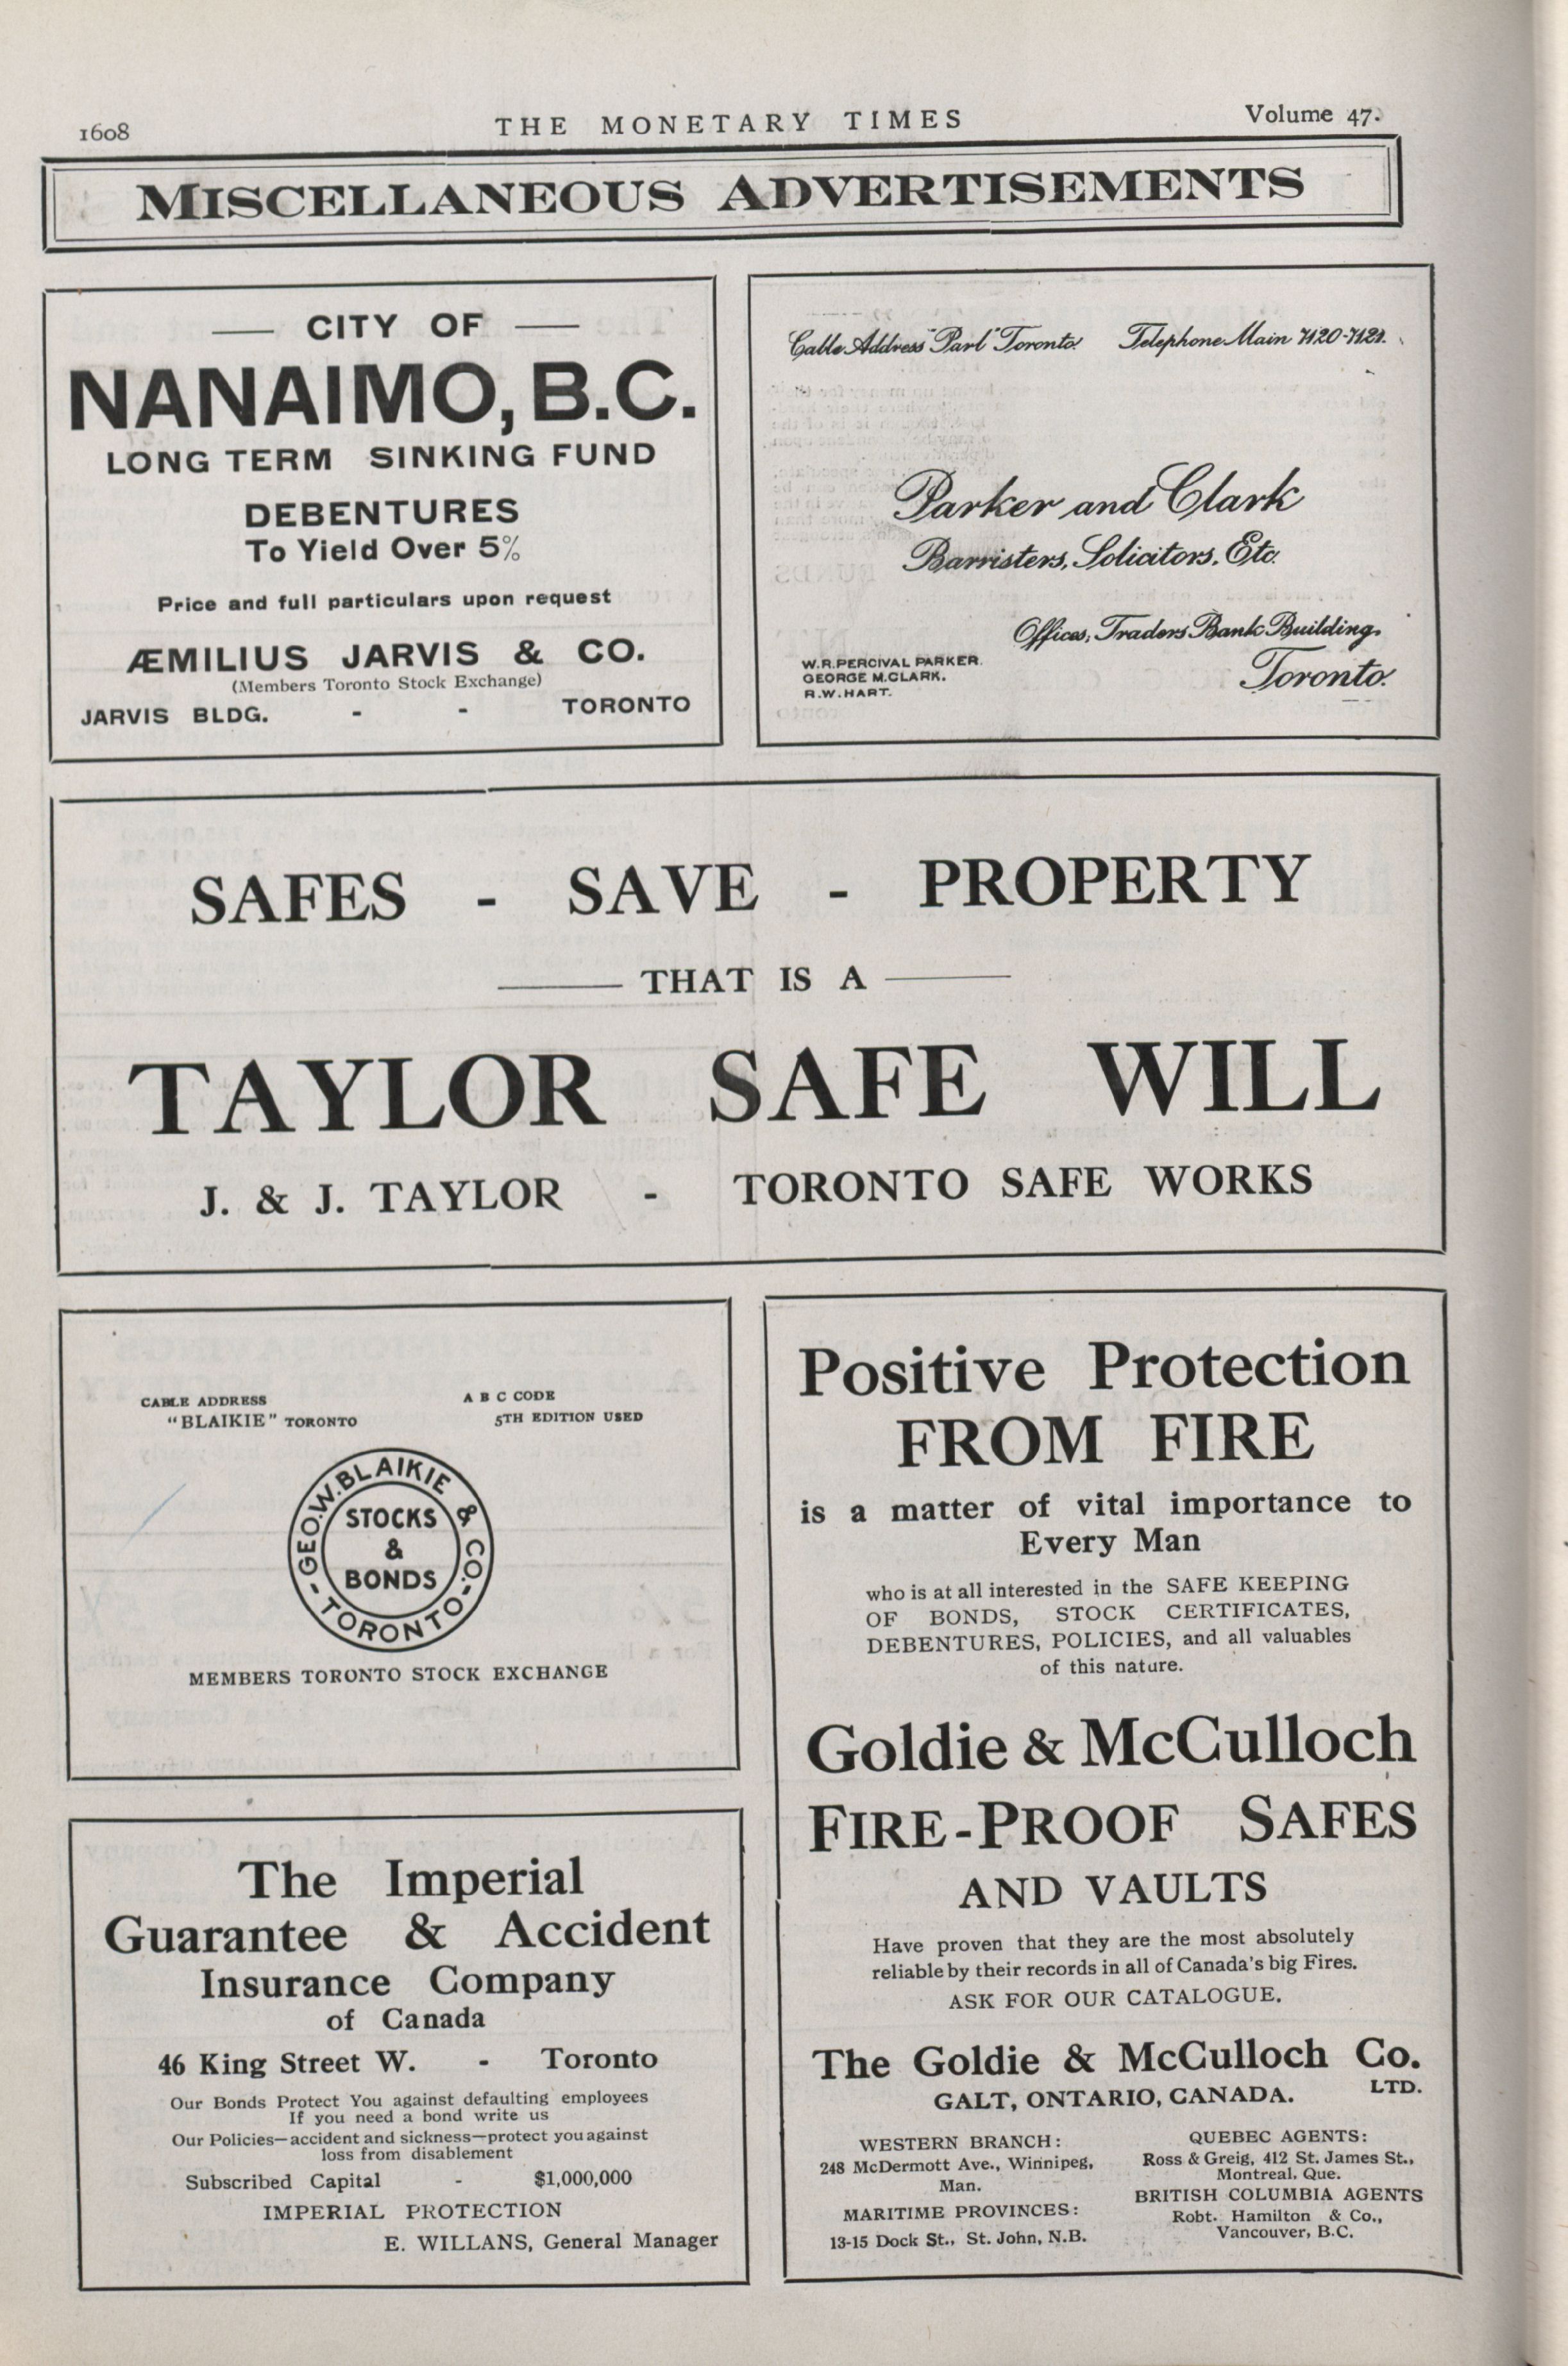 1608
THE MONETARY TIMES
Volume 47.
MISCELLANEOUS ADVERTISEMENTS
CITY OF
NANAIMO, B.C.
LONG TERM SINKING FUND
DEBENTURES
To Yield Over 5%
Price and full particulars upon request
ÆMILIUS JARVIS & CO.
(Members Toronto Stock Exchange)
JARVIS BLDG. - - TORONTO
Cable Address "Parl" Toronto. Telephone Main 7120-7121.
Parker and Clark
Barristers, Solicitors, Etc.
Offices, Traders Bank Building,
Toronto.
W.R. PERCIVAL PARKER.
GEORGE M. CLARK.
R.W. HART.
SAFES - SAVE - PROPERTY
THAT IS A
TAYLOR SAFE WILL
J. & J. TAYLOR - TORONTO SAFE WORKS
CABLE ADDRESS
"BLAIKIE" TORONTO
A B C CODE
5TH EDITION USED
GEO. W. BLAIKIE & CO.
- TORONTO -
STOCKS
&
BONDS
MEMBERS TORONTO STOCK EXCHANGE
The Imperial
Guarantee & Accident
Insurance Company
of Canada
46 King Street W. - Toronto
Our Bonds Protect You against defaulting employees
If you need a bond write us
Our Policies—accident and sickness—protect you against
loss from disablement
Subscribed Capital - $1,000,000
IMPERIAL PROTECTION
E. WILLANS, General Manager
Positive Protection
FROM FIRE
is a matter of vital importance to
Every Man
who is at all interested in the SAFE KEEPING
OF BONDS, STOCK CERTIFICATES,
DEBENTURES, POLICIES, and all valuables
of this nature.
Goldie & McCulloch
FIRE-PROOF SAFES
AND VAULTS
Have proven that they are the most absolutely
reliable by their records in all of Canada's big Fires.
ASK FOR OUR CATALOGUE.
The Goldie & McCulloch Co.
LTD.
GALT, ONTARIO, CANADA.
WESTERN BRANCH:
248 McDermott Ave., Winnipeg,
Man.
MARITIME PROVINCES:
13-15 Dock St., St. John, N.B.
QUEBEC AGENTS:
Ross & Greig, 412 St. James St.,
Montreal, Que.
BRITISH COLUMBIA AGENTS
Robt. Hamilton & Co.,
Vancouver, B.C.